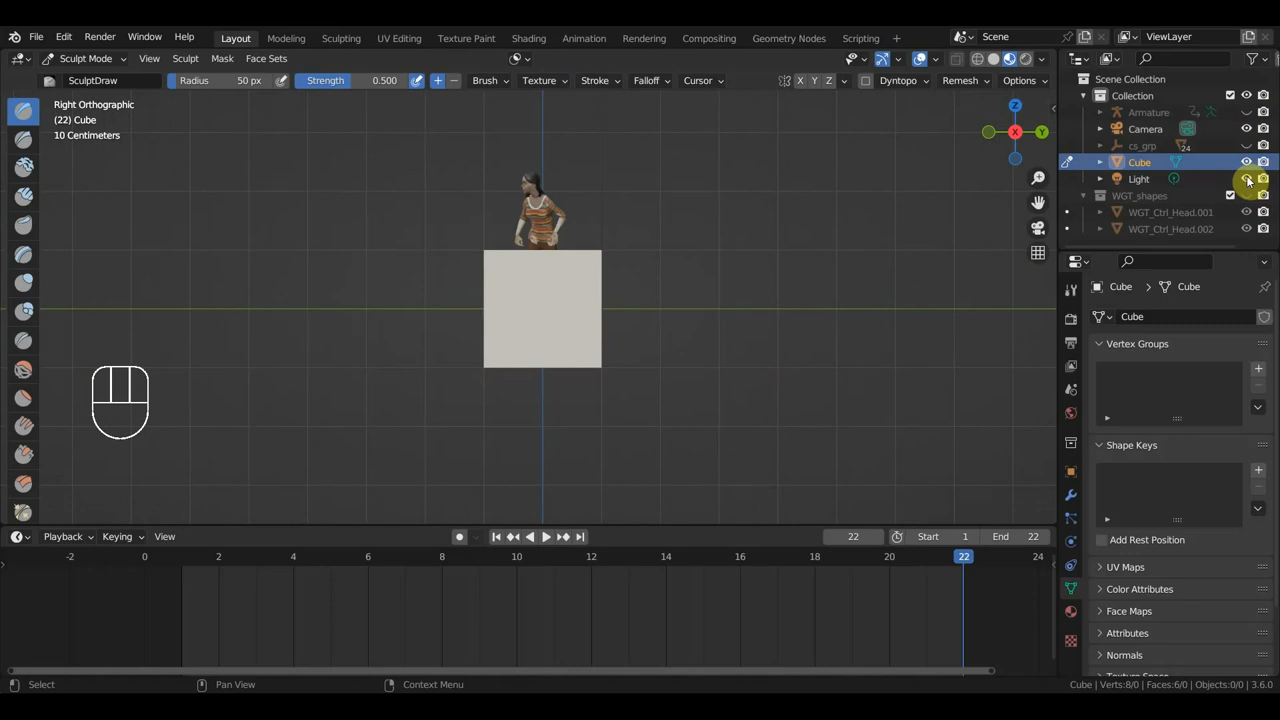 File Edit Render Window Help Layout Modeling Sculpting UV Editing Texture Paint Shading Animation Rendering Compositing Geometry Nodes Scripting + Scene ViewLayer
Sculpt Mode View Sculpt Mask Face Sets
SculptDraw Radius 50 px Strength 0.500 + − Brush Texture Stroke Falloff Cursor X Y Z Dyntopo Remesh Options
Right Orthographic
(22) Cube
10 Centimeters
Z
X
Y
Scene Collection
Collection
Armature
Camera
cs_grp 24
Cube
Light
WGT_shapes
WGT_Ctrl_Head.001
WGT_Ctrl_Head.002
Cube > Cube
Cube
Vertex Groups
Shape Keys
Add Rest Position
UV Maps
Color Attributes
Face Maps
Attributes
Normals
Texture Space
Playback Keying View 22 Start 1 End 22
-2 0 2 4 6 8 10 12 14 16 18 20 22 24
Select Pan View Context Menu Cube | Verts:8/0 | Faces:6/0 | Objects:0/0 | 3.6.0